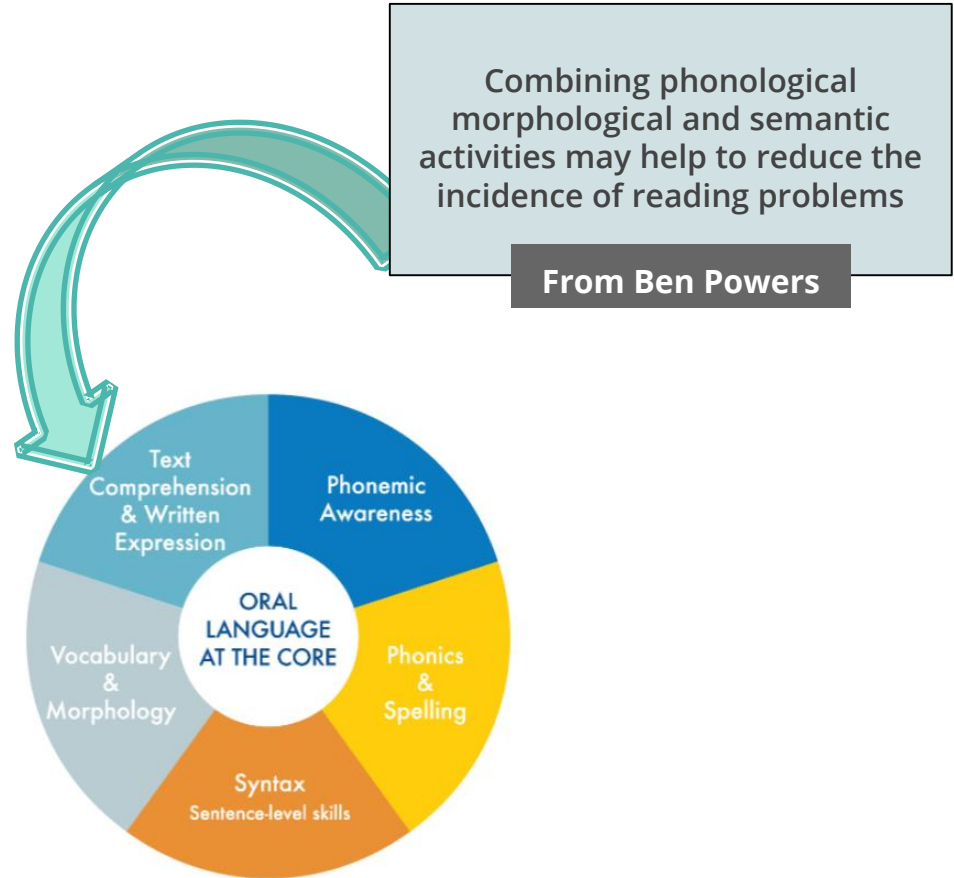 Combining phonological
morphological and semantic
activities may help to reduce the
incidence of reading problems
From Ben Powers
Text
Comprehension
& Written
Expression
Phonemic
Awareness
ORAL
LANGUAGE
AT THE CORE
Vocabulary
&
Morphology
Phonics
&
Spelling
Syntax
Sentence-level skills